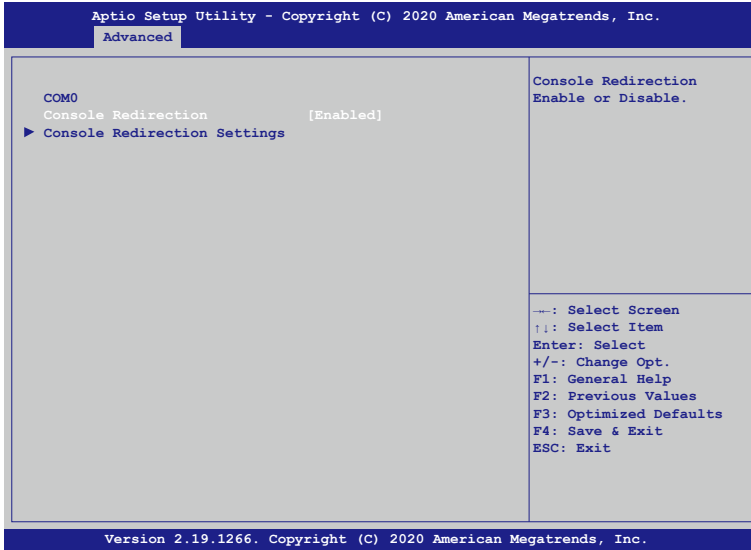 Aptio Setup Utility - Copyright (C) 2020 American Megatrends, Inc.
Advanced
COM0
Console Redirection [Enabled]
► Console Redirection Settings
Console Redirection
Enable or Disable.
→←: Select Screen
↑↓: Select Item
Enter: Select
+/-: Change Opt.
F1: General Help
F2: Previous Values
F3: Optimized Defaults
F4: Save & Exit
ESC: Exit
Version 2.19.1266. Copyright (C) 2020 American Megatrends, Inc.